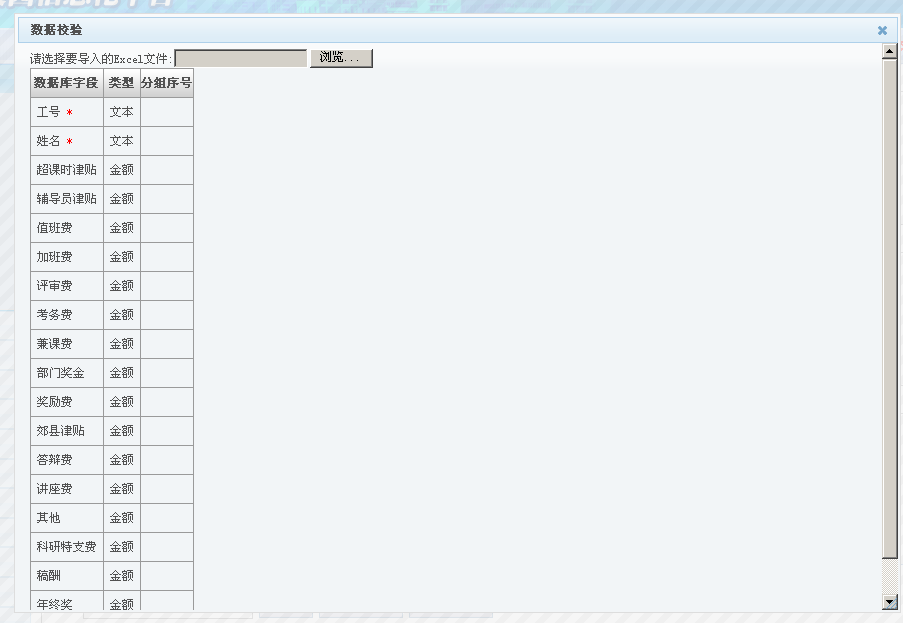 数据校验
请选择要导入的Excel文件: 浏览...
数据库字段 类型 分组序号
工号 * 文本
姓名 * 文本
超课时津贴 金额
辅导员津贴 金额
值班费 金额
加班费 金额
评审费 金额
考务费 金额
兼课费 金额
部门奖金 金额
奖励费 金额
郊县津贴 金额
答辩费 金额
讲座费 金额
其他 金额
科研特支费 金额
稿酬 金额
年终奖 金额